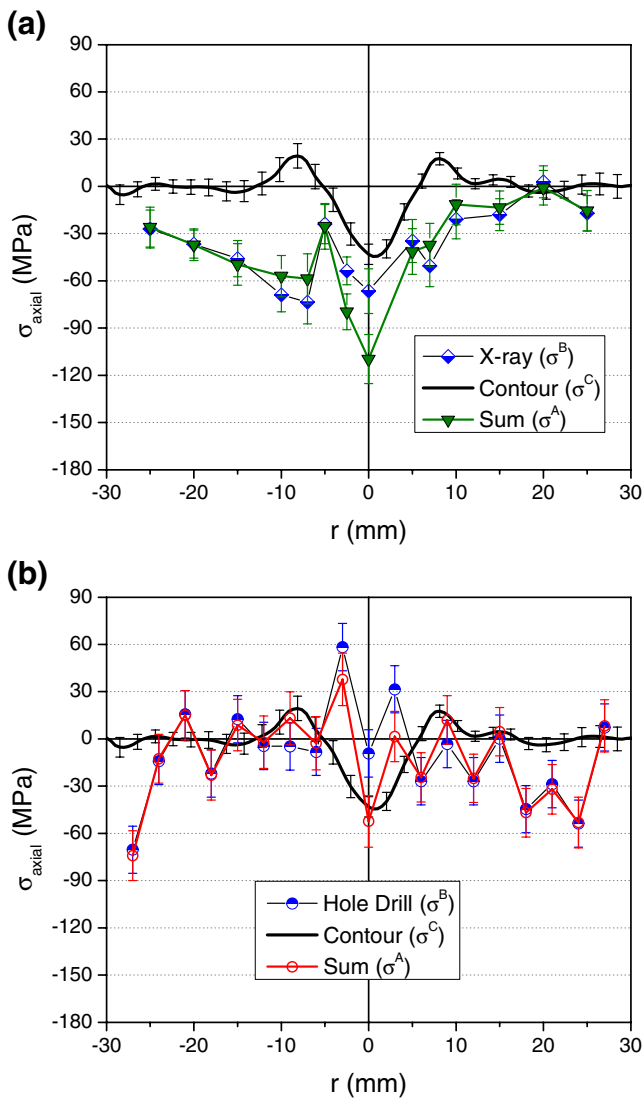 (a)
90
60
30
0
-30
-60
-90
-120
-150
-180
σaxial (MPa)
X-ray (σB)
Contour (σC)
Sum (σA)
-30 -20 -10 0 10 20 30
r (mm)
(b)
90
60
30
0
-30
-60
-90
-120
-150
-180
σaxial (MPa)
Hole Drill (σB)
Contour (σC)
Sum (σA)
-30 -20 -10 0 10 20 30
r (mm)